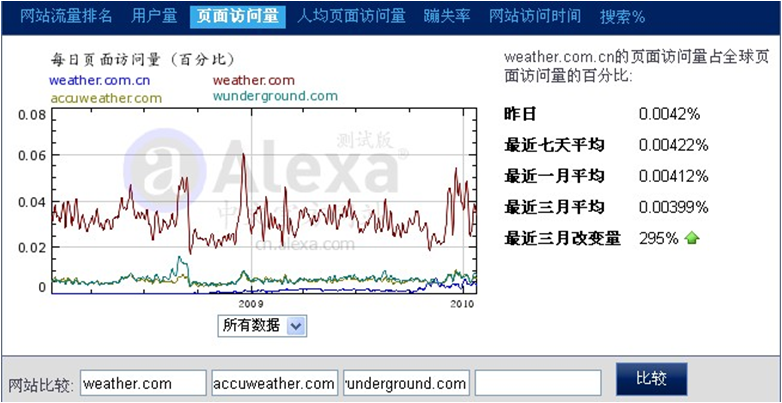 网站流量排名 用户量 页面访问量 人均页面访问量 蹦失率 网站访问时间 搜索%
每日页面访问量（百分比）
weather.com.cn weather.com
accuweather.com wunderground.com
0.08
0.06
0.04
0.02
0
测试版
Alexa®
cn.alexa.com
2009 2010
所有数据
weather.com.cn的页面访问量占全球页
面访问量的百分比:
昨日 0.0042%
最近七天平均 0.00422%
最近一月平均 0.00412%
最近三月平均 0.00399%
最近三月改变量 295%
网站比较: weather.com accuweather.com underground.com 比较